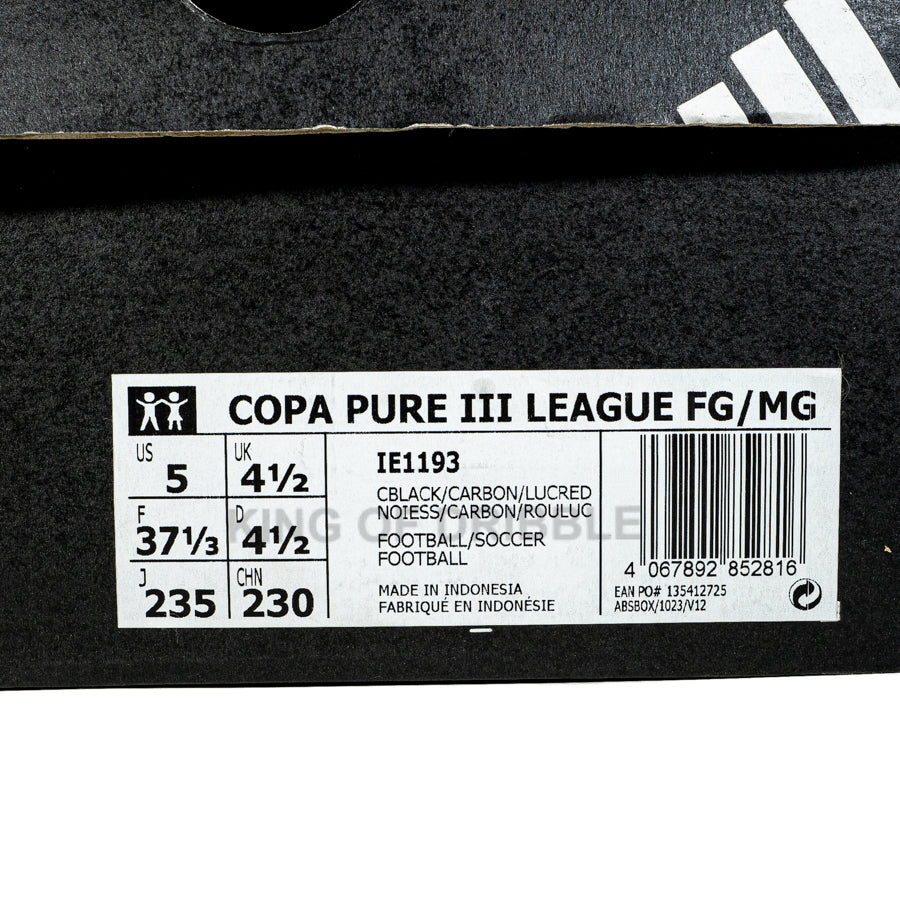 COPA PURE III LEAGUE FG/MG
US 5
UK 4½
F 37⅓
D 4½
J 235
CHN 230
IE1193
CBLACK/CARBON/LUCRED
NOIESS/CARBON/ROULUC
KING OF DRIBBLE
FOOTBALL/SOCCER
FOOTBALL
MADE IN INDONESIA
FABRIQUÉ EN INDONÉSIE
4 067892 852816
EAN PO# 135412725
ABSBOX/1023/V12